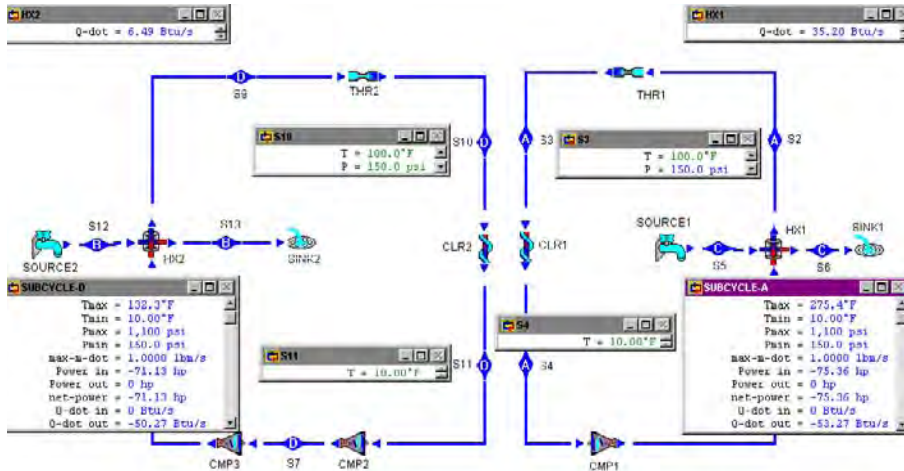 HX2
Q-dot = 6.49 Btu/s
HX1
Q-dot = 35.20 Btu/s
D
S9
THR2
THR1
S10
T = 100.0°F
P = 150.0 psi
S10
D
S3
A
S3
T = 100.0°F
P = 150.0 psi
A
S2
S12
B
SOURCE2
HX2
S13
B
SINK2
CLR2
CLR1
SOURCE1
C
S5
HX1
C
S6
SINK1
SUBCYCLE-D
Tmax = 132.3°F
Tmin = 10.00°F
Pmax = 1,100 psi
Pmin = 150.0 psi
max-m-dot = 1.0000 lbm/s
Power in = -71.13 hp
Power out = 0 hp
net-power = -71.13 hp
Q-dot in = 0 Btu/s
Q-dot out = -50.27 Btu/s
S11
T = 10.00°F
S11
D
S4
T = 10.00°F
A
S4
SUBCYCLE-A
Tmax = 275.4°F
Tmin = 10.00°F
Pmax = 1,100 psi
Pmin = 150.0 psi
max-m-dot = 1.0000 lbm/s
Power in = -75.36 hp
Power out = 0 hp
net-power = -75.36 hp
Q-dot in = 0 Btu/s
Q-dot out = -53.27 Btu/s
CMP3
D
S7
CMP2
CMP1